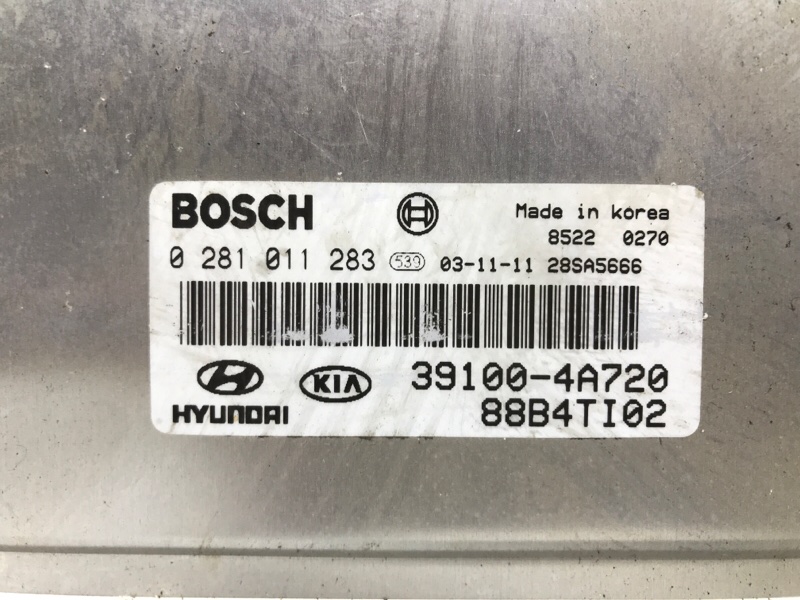 BOSCH Made in korea
8522 0270
0 281 011 283 539 03-11-11 28SA5666
HYUNDAI KIA 39100-4A720
88B4TI02